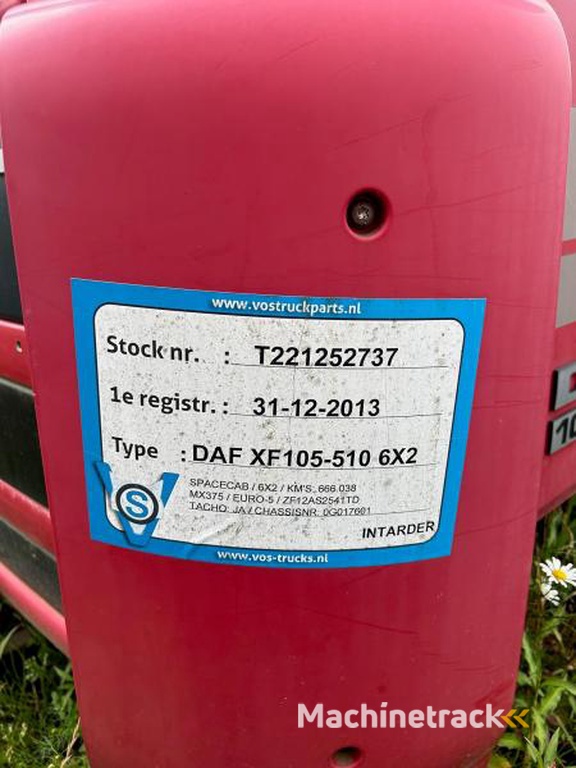 www.vostruckparts.nl
Stock nr. : T221252737
1e registr. : 31-12-2013
Type : DAF XF105-510 6X2
SPACECAB / 6X2 / KM'S: 666.038
MX375 / EURO-5 / ZF12AS2541TD
TACHO: JA / CHASSISNR: 0G017601
INTARDER
VOS
www.vos-trucks.nl
Machinetrack